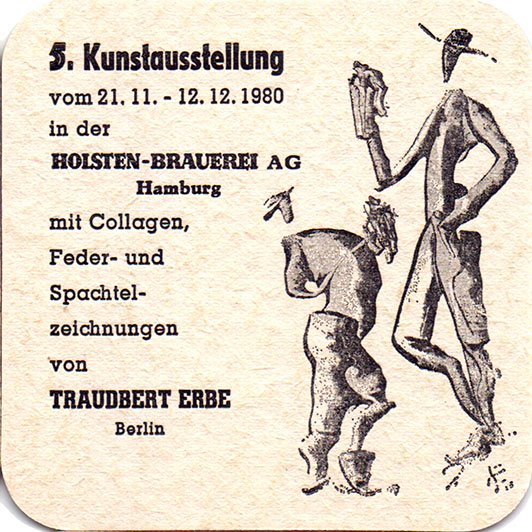 5. Kunstausstellung
vom 21. 11. - 12. 12. 1980
in der
HOLSTEN-BRAUEREI AG
Hamburg
mit Collagen,
Feder- und
Spachtel-
zeichnungen
von
TRAUDBERT ERBE
Berlin